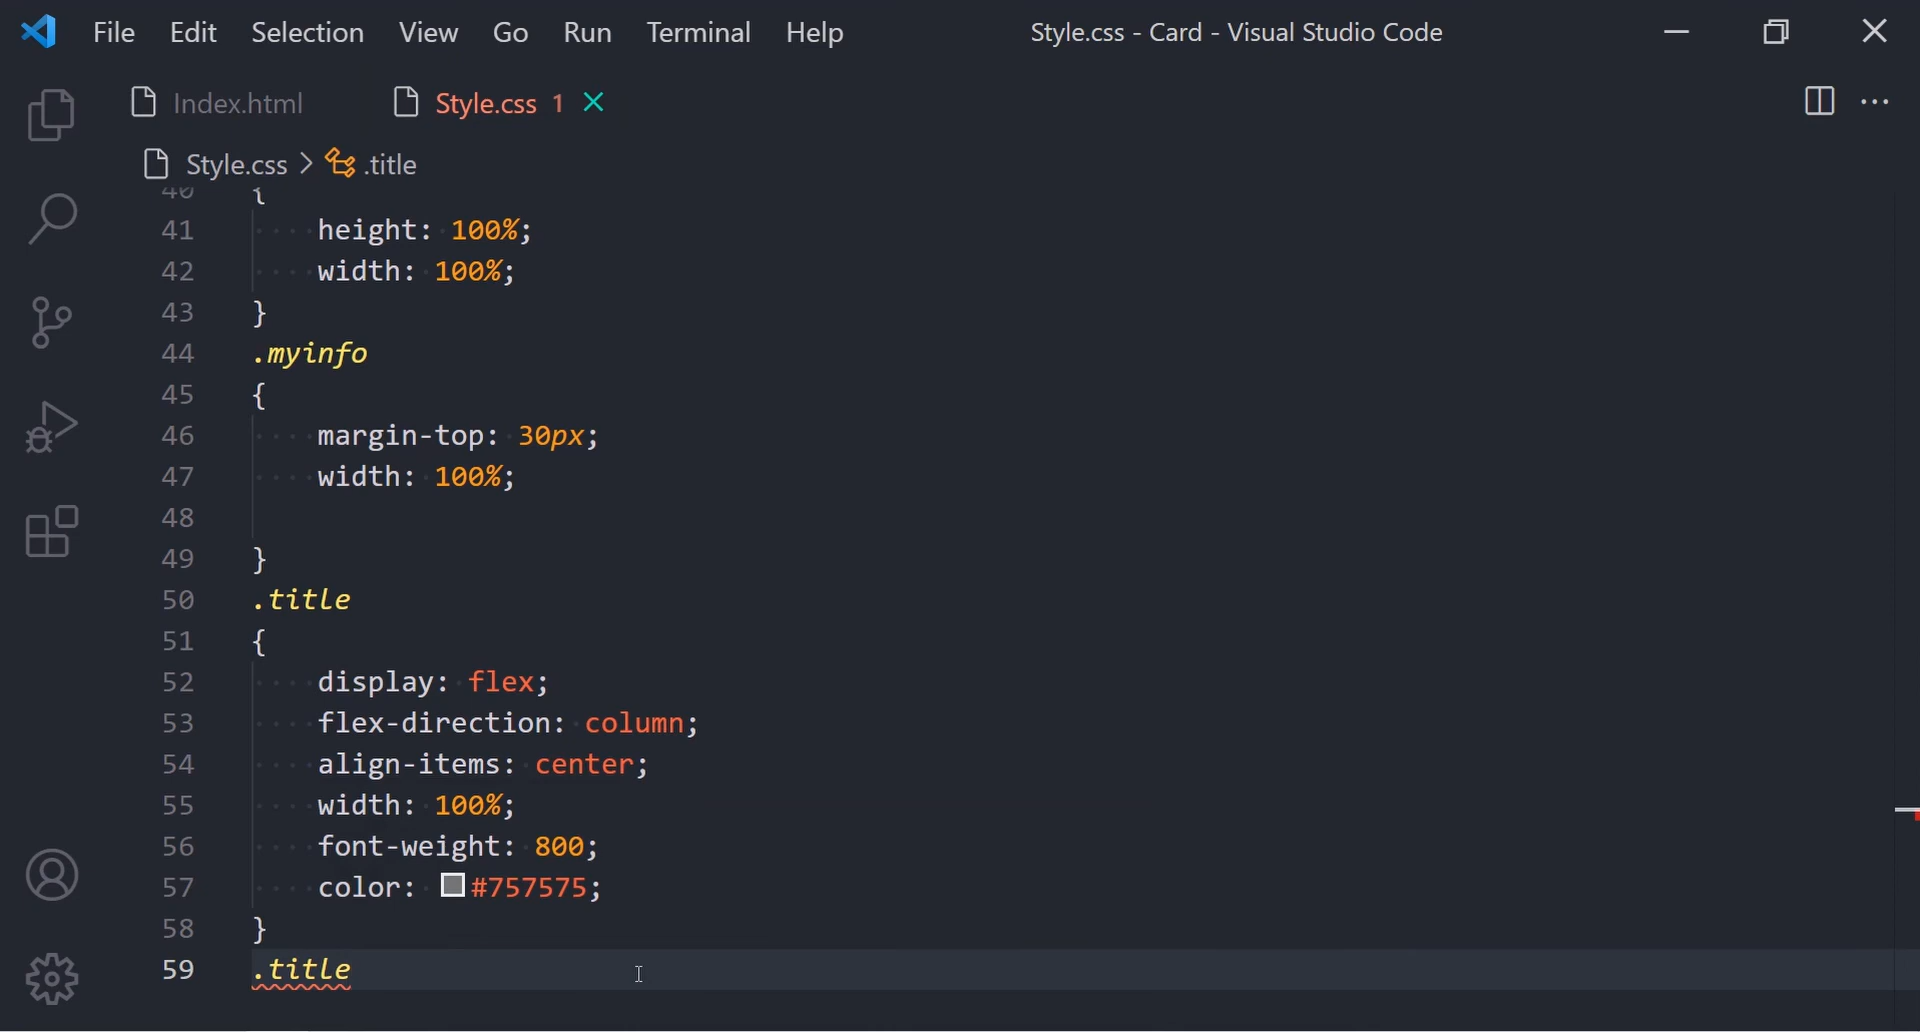 File Edit Selection View Go Run Terminal Help Style.css - Card - Visual Studio Code
Index.html Style.css 1
Style.css > .title
40 {
41 height: 100%;
42 width: 100%;
43 }
44 .myinfo
45 {
46 margin-top: 30px;
47 width: 100%;
48
49 }
50 .title
51 {
52 display: flex;
53 flex-direction: column;
54 align-items: center;
55 width: 100%;
56 font-weight: 800;
57 color: #757575;
58 }
59 .title